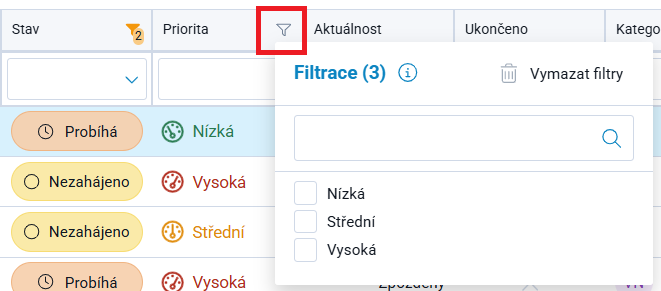 Stav 2 Priorita Aktuálnost Ukončeno Katego
Filtrace (3) Vymazat filtry
Probíhá Nízká
Nezahájeno Vysoká
Nízká
Nezahájeno Střední
Střední
Vysoká
Probíhá Vysoká
VN